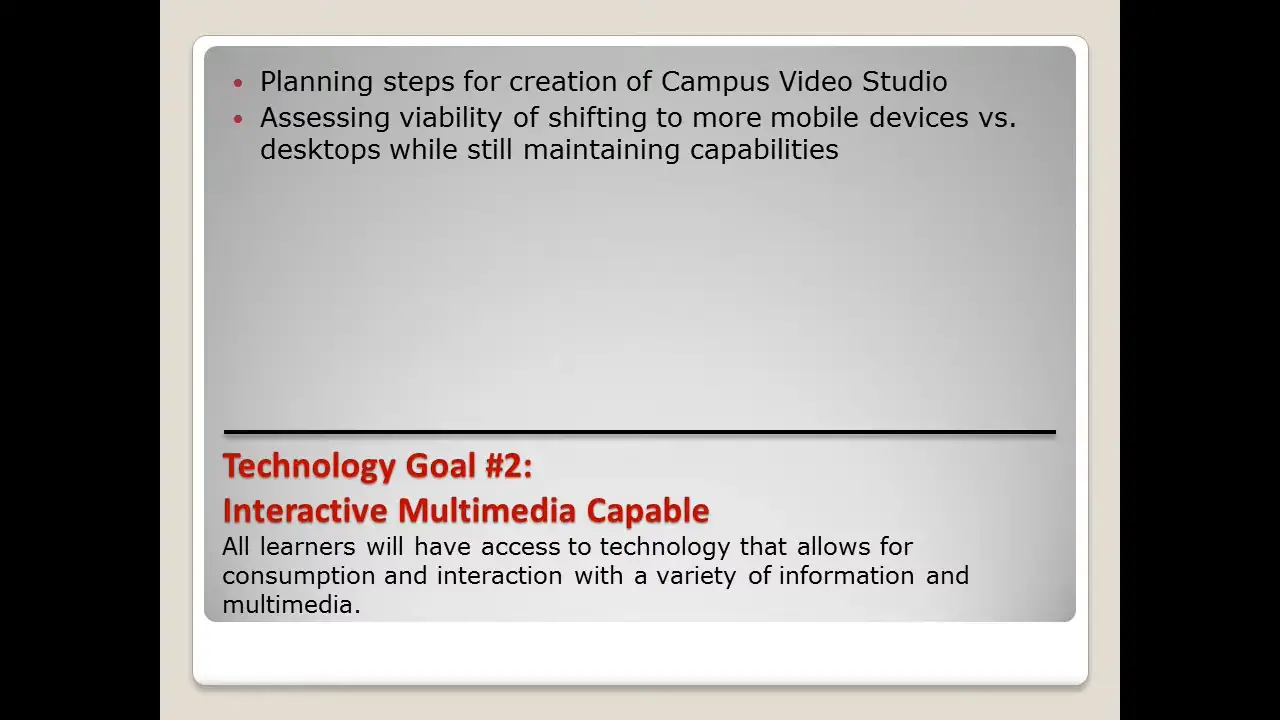 • Planning steps for creation of Campus Video Studio
• Assessing viability of shifting to more mobile devices vs.
desktops while still maintaining capabilities
Technology Goal #2:
Interactive Multimedia Capable
All learners will have access to technology that allows for
consumption and interaction with a variety of information and
multimedia.